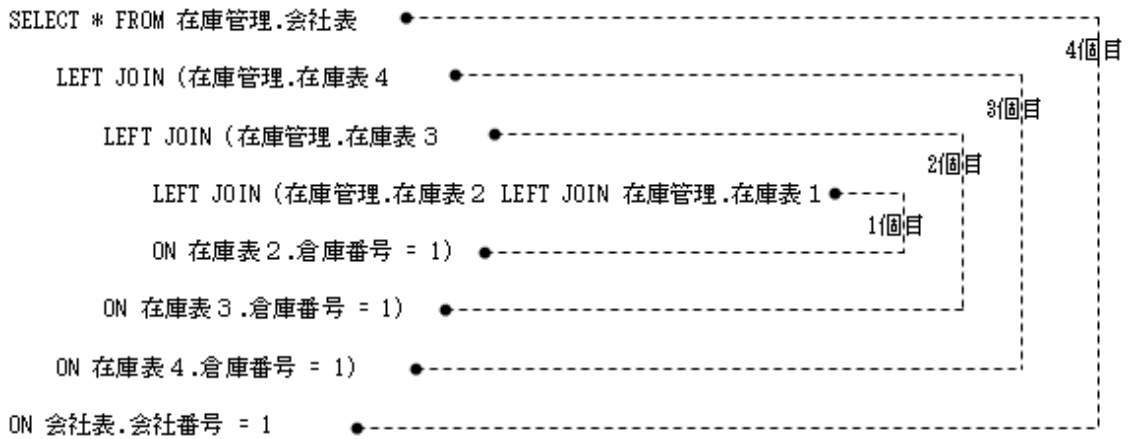 SELECT * FROM 在庫管理.会社表
4個目
LEFT JOIN (在庫管理.在庫表４
3個目
LEFT JOIN (在庫管理.在庫表３
2個目
LEFT JOIN (在庫管理.在庫表２ LEFT JOIN 在庫管理.在庫表１
1個目
ON 在庫表２.倉庫番号 = 1)
ON 在庫表３.倉庫番号 = 1)
ON 在庫表４.倉庫番号 = 1)
ON 会社表.会社番号 = 1